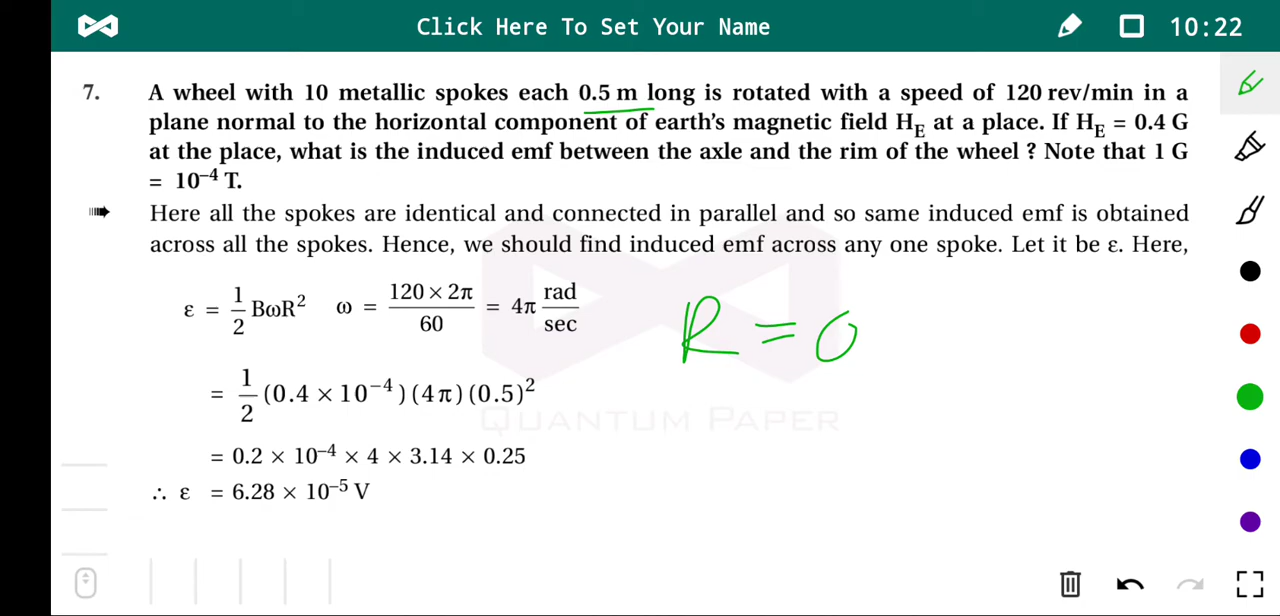 Click Here To Set Your Name
10:22
7. A wheel with 10 metallic spokes each 0.5 m long is rotated with a speed of 120 rev/min in a
plane normal to the horizontal component of earth's magnetic field H_E at a place. If H_E = 0.4 G
at the place, what is the induced emf between the axle and the rim of the wheel ? Note that 1 G
= 10⁻⁴ T.
➠ Here all the spokes are identical and connected in parallel and so same induced emf is obtained
across all the spokes. Hence, we should find induced emf across any one spoke. Let it be ε. Here,
ε = 1/2 BωR² ω = 120 × 2π / 60 = 4π rad/sec
R = 0
= 1/2 (0.4 × 10⁻⁴) (4π) (0.5)²
QUANTUM PAPER
= 0.2 × 10⁻⁴ × 4 × 3.14 × 0.25
∴ ε = 6.28 × 10⁻⁵ V